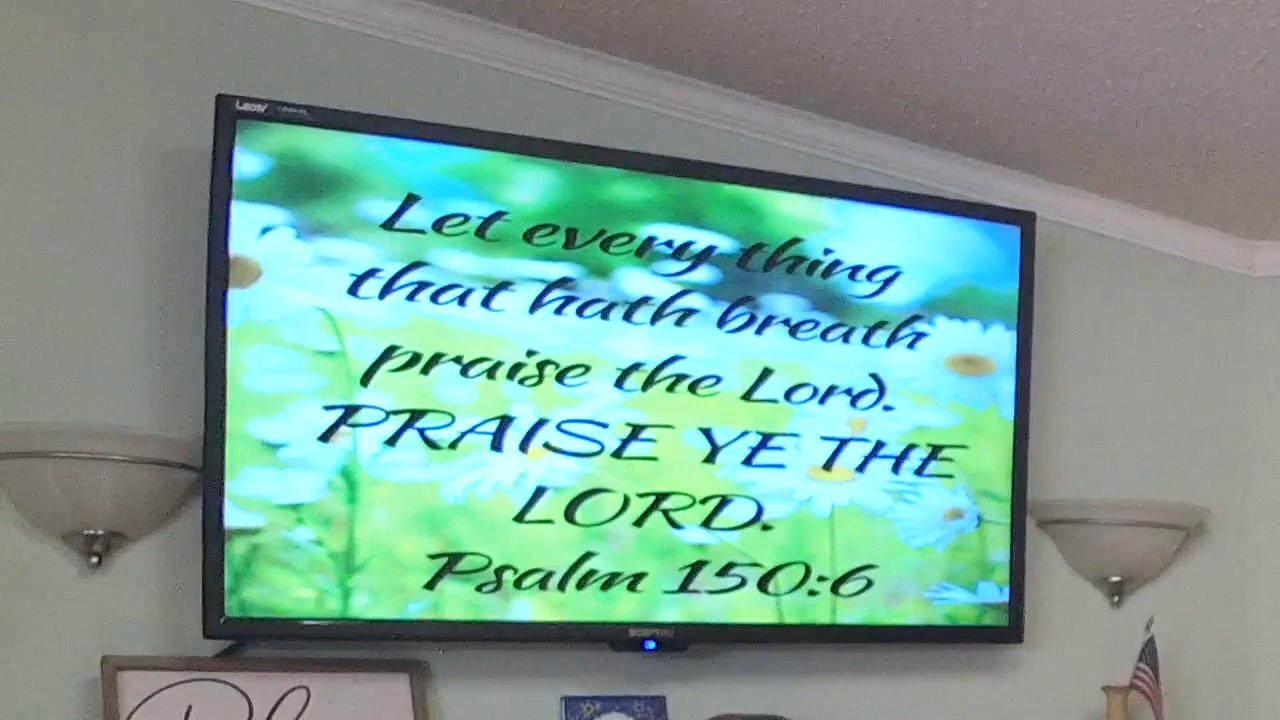 Let every thing
that hath breath
praise the Lord.
PRAISE YE THE
LORD.
Psalm 150:6